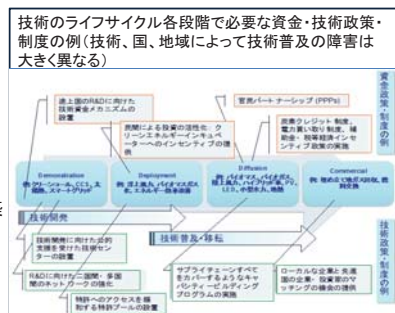 技術のライフサイクル各段階で必要な資金・技術政策・
制度の例(技術、国、地域によって技術普及の障害は
大きく異なる)
途上国のR&Dに向けた技
術資金メカニズムの
設置
民間による投資の活性化：ク
リーンエネルギーインキュベ
ーターへのインセンティブの提
供
官民パートナーシップ(PPPs)
炭素クレジット制度、
電力買い取り制度、補
助金・税等経済インセ
ンティブ政策の実施
資金政策・制度の例
Demonstration
Deployment
Diffusion
Commercial
技術開発
技術普及・移転
技術開発に向けた公的
支援を受けた技術セン
ターの設置
R&Dに向けた二国間・多国
間のネットワークの強化
特許へのアクセスを緩
和する特許プールの設置
サプライチェーンすべて
をカバーするようなキャ
パシティービルディング
プログラムの実施
ローカルな企業と先進
国の企業・投資家のマ
ッチングの機会の提供
技術政策・制度の例